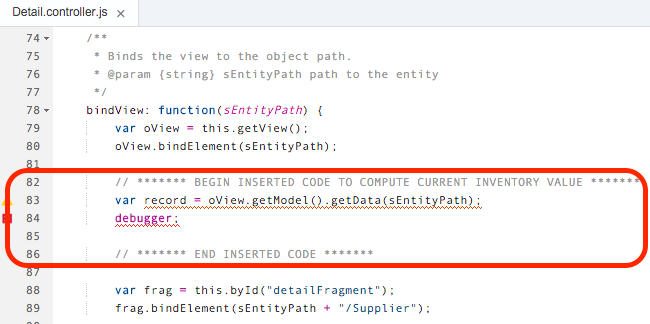 Detail.controller.js ×
74 /**
75 * Binds the view to the object path.
76 * @param {string} sEntityPath path to the entity
77 */
78 bindView: function(sEntityPath) {
79 var oView = this.getView();
80 oView.bindElement(sEntityPath);
81
82 // ******* BEGIN INSERTED CODE TO COMPUTE CURRENT INVENTORY VALUE *******
83 var record = oView.getModel().getData(sEntityPath);
84 debugger;
85
86 // ******* END INSERTED CODE *******
87
88 var frag = this.byId("detailFragment");
89 frag.bindElement(sEntityPath + "/Supplier");